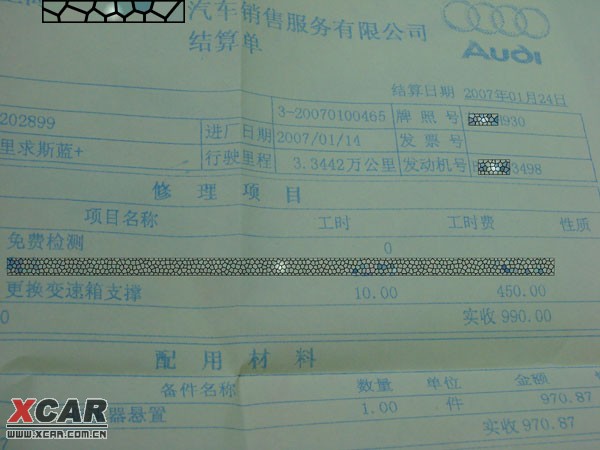 汽车销售服务有限公司
结算单
Audi
结算日期 2007年01月24日
3-20070100465 牌照号 930
202899 进厂日期 2007/01/14 发票号
里求斯蓝+ 行驶里程 3.3442万公里 发动机号 3498
修理项目
项目名称 工时 工时费 性质
免费检测 0
更换变速箱支撑 10.00 450.00
0 实收 990.00
配用材料
备件名称 数量 单位 金额
器悬置 1.00 件 970.87
实收 970.87
XCAR
WWW.XCAR.COM.CN